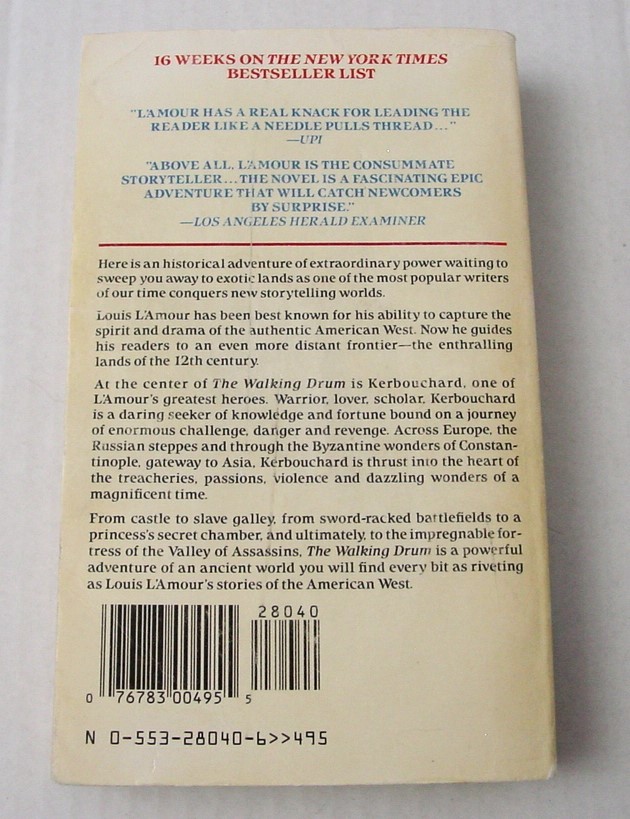 16 WEEKS ON THE NEW YORK TIMES
BESTSELLER LIST
"L'AMOUR HAS A REAL KNACK FOR LEADING THE
READER LIKE A NEEDLE PULLS THREAD..."
—UPI
"ABOVE ALL, L'AMOUR IS THE CONSUMMATE
STORYTELLER...THE NOVEL IS A FASCINATING EPIC
ADVENTURE THAT WILL CATCH NEWCOMERS
BY SURPRISE."
—LOS ANGELES HERALD EXAMINER
Here is an historical adventure of extraordinary power waiting to
sweep you away to exotic lands as one of the most popular writers
of our time conquers new storytelling worlds.
Louis L'Amour has been best known for his ability to capture the
spirit and drama of the authentic American West. Now he guides
his readers to an even more distant frontier—the enthralling
lands of the 12th century.
At the center of The Walking Drum is Kerbouchard, one of
L'Amour's greatest heroes. Warrior, lover, scholar, Kerbouchard
is a daring seeker of knowledge and fortune bound on a journey
of enormous challenge, danger and revenge. Across Europe, the
Russian steppes and through the Byzantine wonders of Constan-
tinople, gateway to Asia, Kerbouchard is thrust into the heart of
the treacheries, passions, violence and dazzling wonders of a
magnificent time.
From castle to slave galley, from sword-racked battlefields to a
princess's secret chamber, and ultimately, to the impregnable for-
tress of the Valley of Assassins, The Walking Drum is a powerful
adventure of an ancient world you will find every bit as riveting
as Louis L'Amour's stories of the American West.
28040
0 76783 00495 5
N 0-553-28040-6>>495